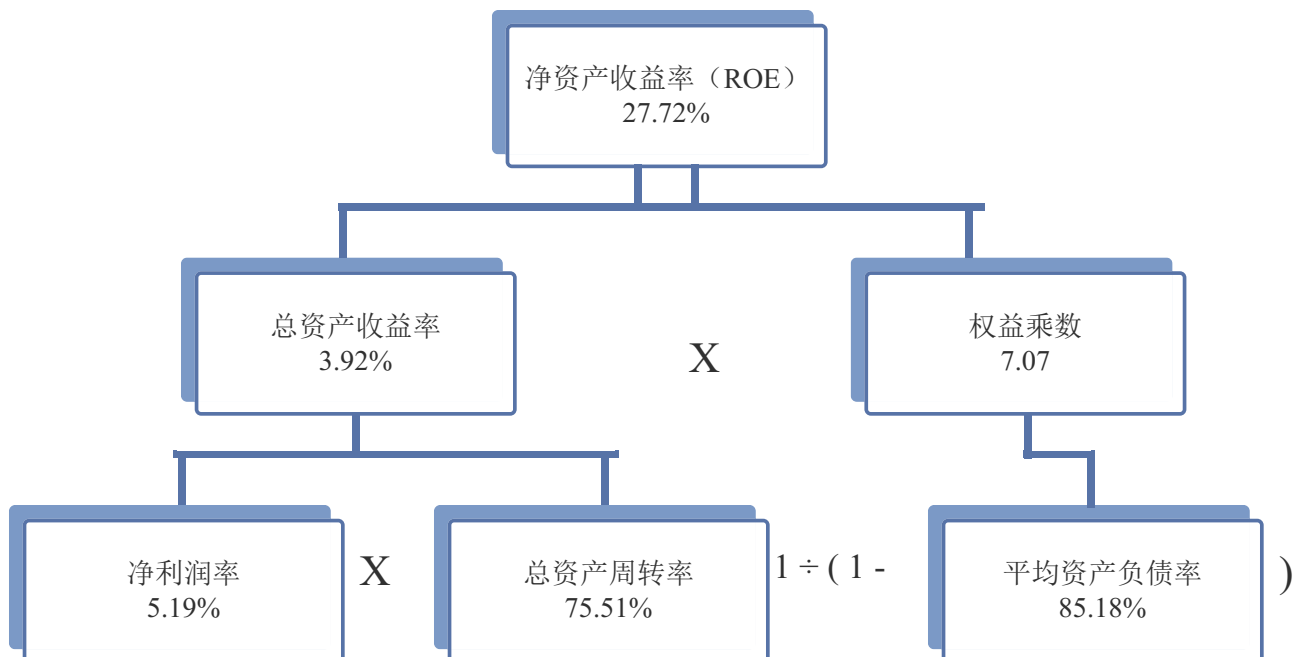 净资产收益率（ROE）
27.72%
总资产收益率
3.92%
X
权益乘数
7.07
净利润率
5.19%
X
总资产周转率
75.51%
1 ÷ ( 1 -
平均资产负债率
85.18%
)